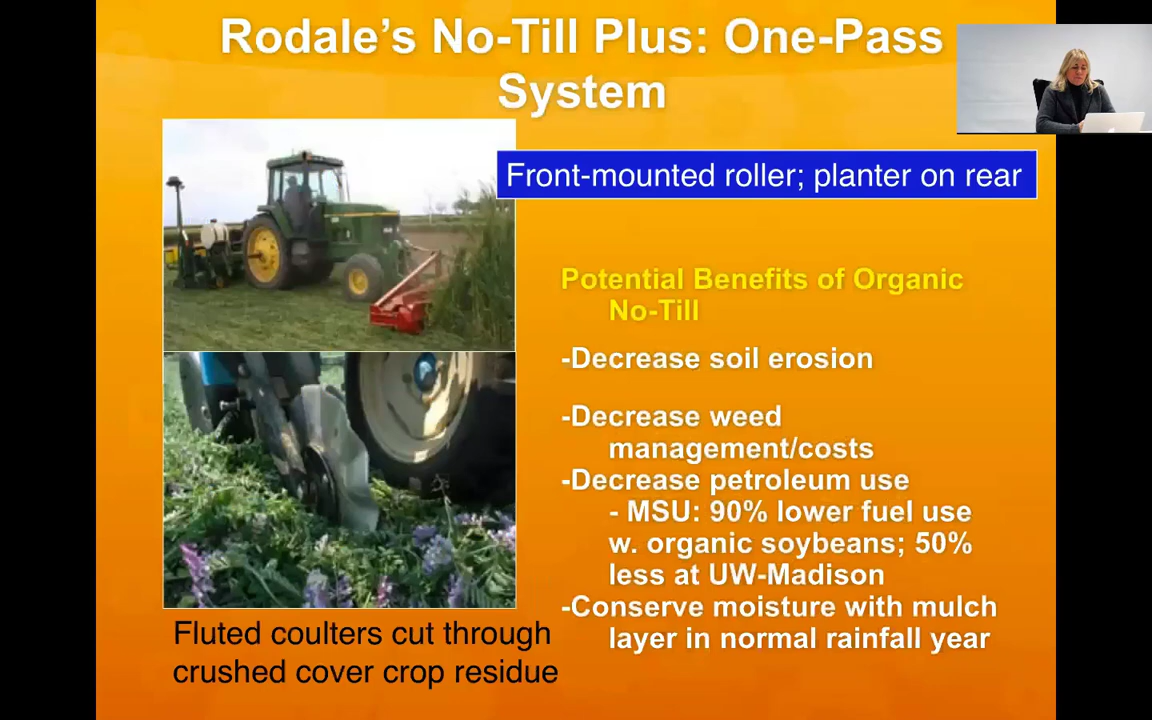 Rodale’s No-Till Plus: One-Pass
System
Front-mounted roller; planter on rear
Potential Benefits of Organic
No-Till
-Decrease soil erosion
-Decrease weed
management/costs
-Decrease petroleum use
- MSU: 90% lower fuel use
w. organic soybeans; 50%
less at UW-Madison
-Conserve moisture with mulch
layer in normal rainfall year
Fluted coulters cut through
crushed cover crop residue